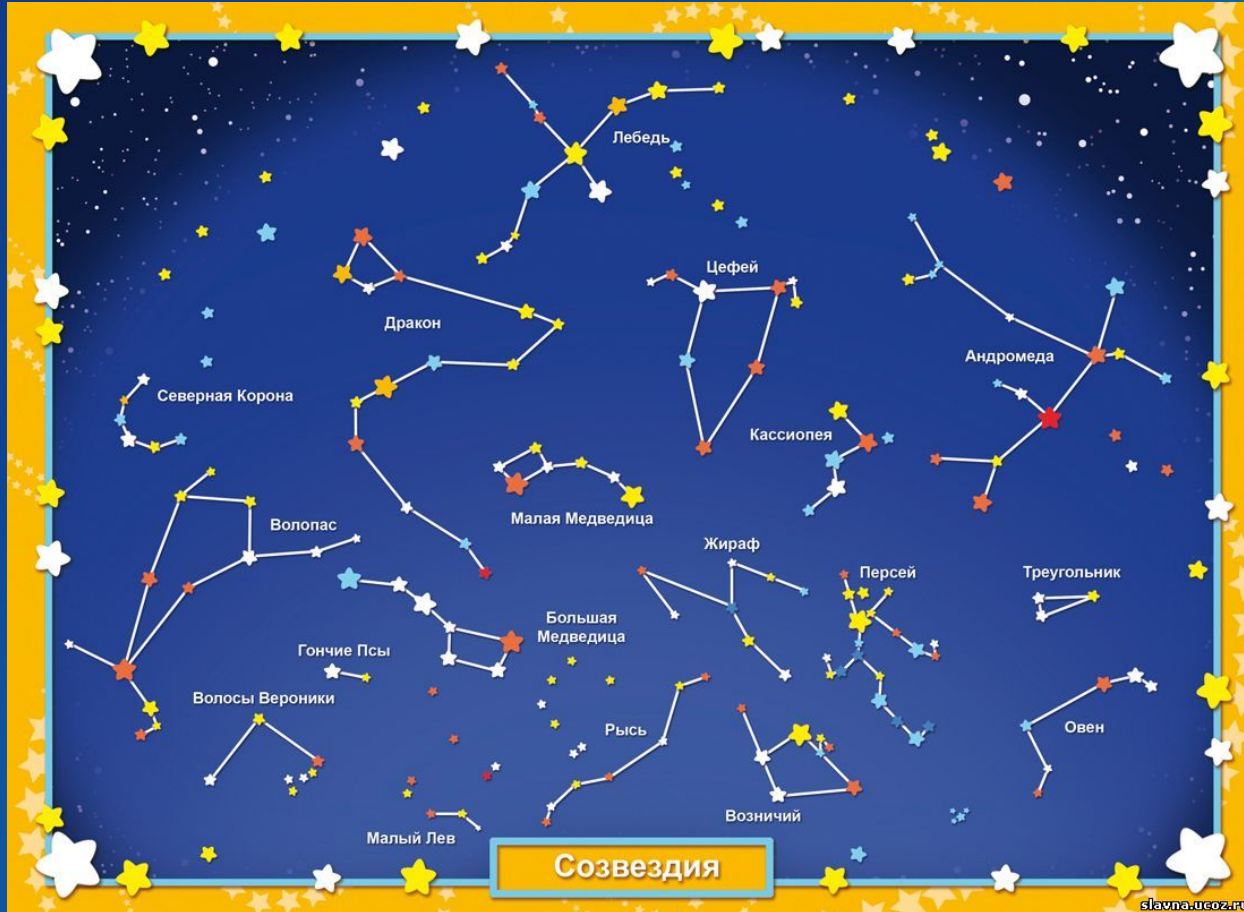 Лебедь
Цефей
Дракон
Андромеда
Северная Корона
Кассиопея
Малая Медведица
Волопас
Жираф
Персей
Треугольник
Большая
Медведица
Гончие Псы
Волосы Вероники
Рысь
Овен
Возничий
Малый Лев
Созвездия
slavna.ucoz.ru